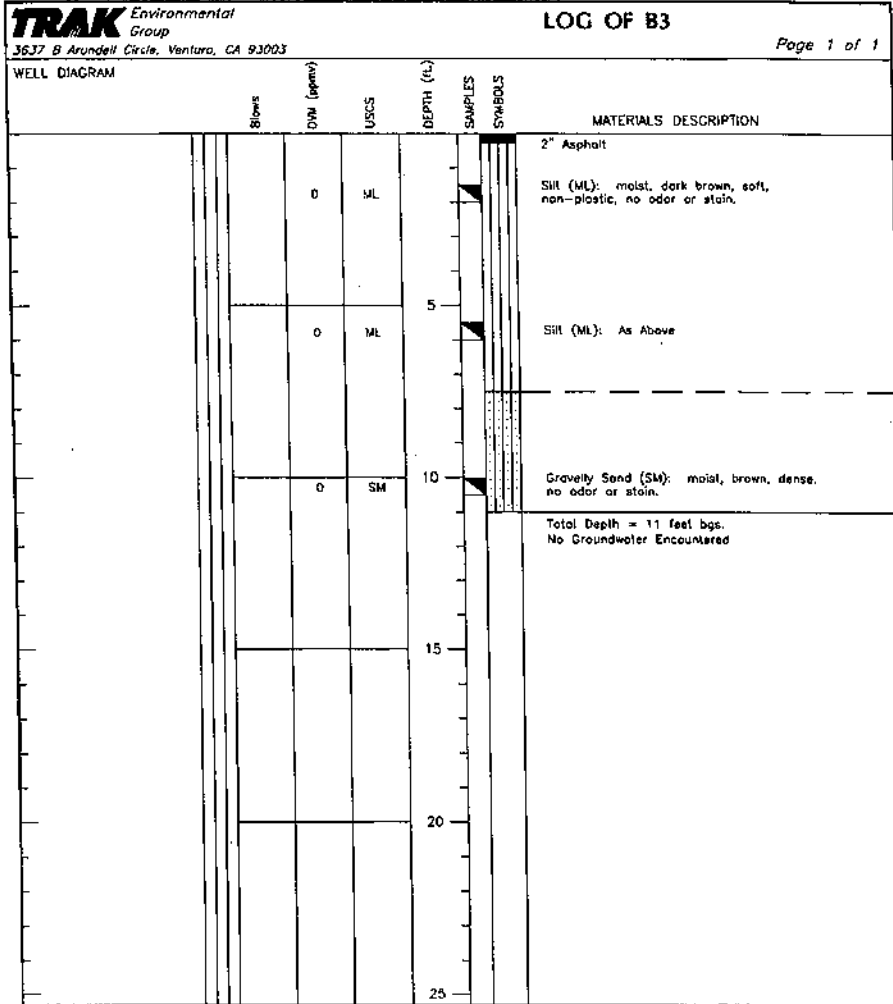 TRAK Environmental
Group
3637 B Arundell Circle, Ventura, CA 93003
LOG OF B3
Page 1 of 1
WELL DIAGRAM
Blows
OVM (ppmv)
USCS
DEPTH (ft.)
SAMPLES
SYMBOLS
MATERIALS DESCRIPTION
2" Asphalt
0 ML
Silt (ML): moist, dark brown, soft,
non-plastic, no odor or stain.
5
0 ML
Silt (ML): As Above
10
0 SM
Gravelly Sand (SM): moist, brown, dense,
no odor or stain.
Total Depth = 11 feet bgs.
No Groundwater Encountered
15
20
25